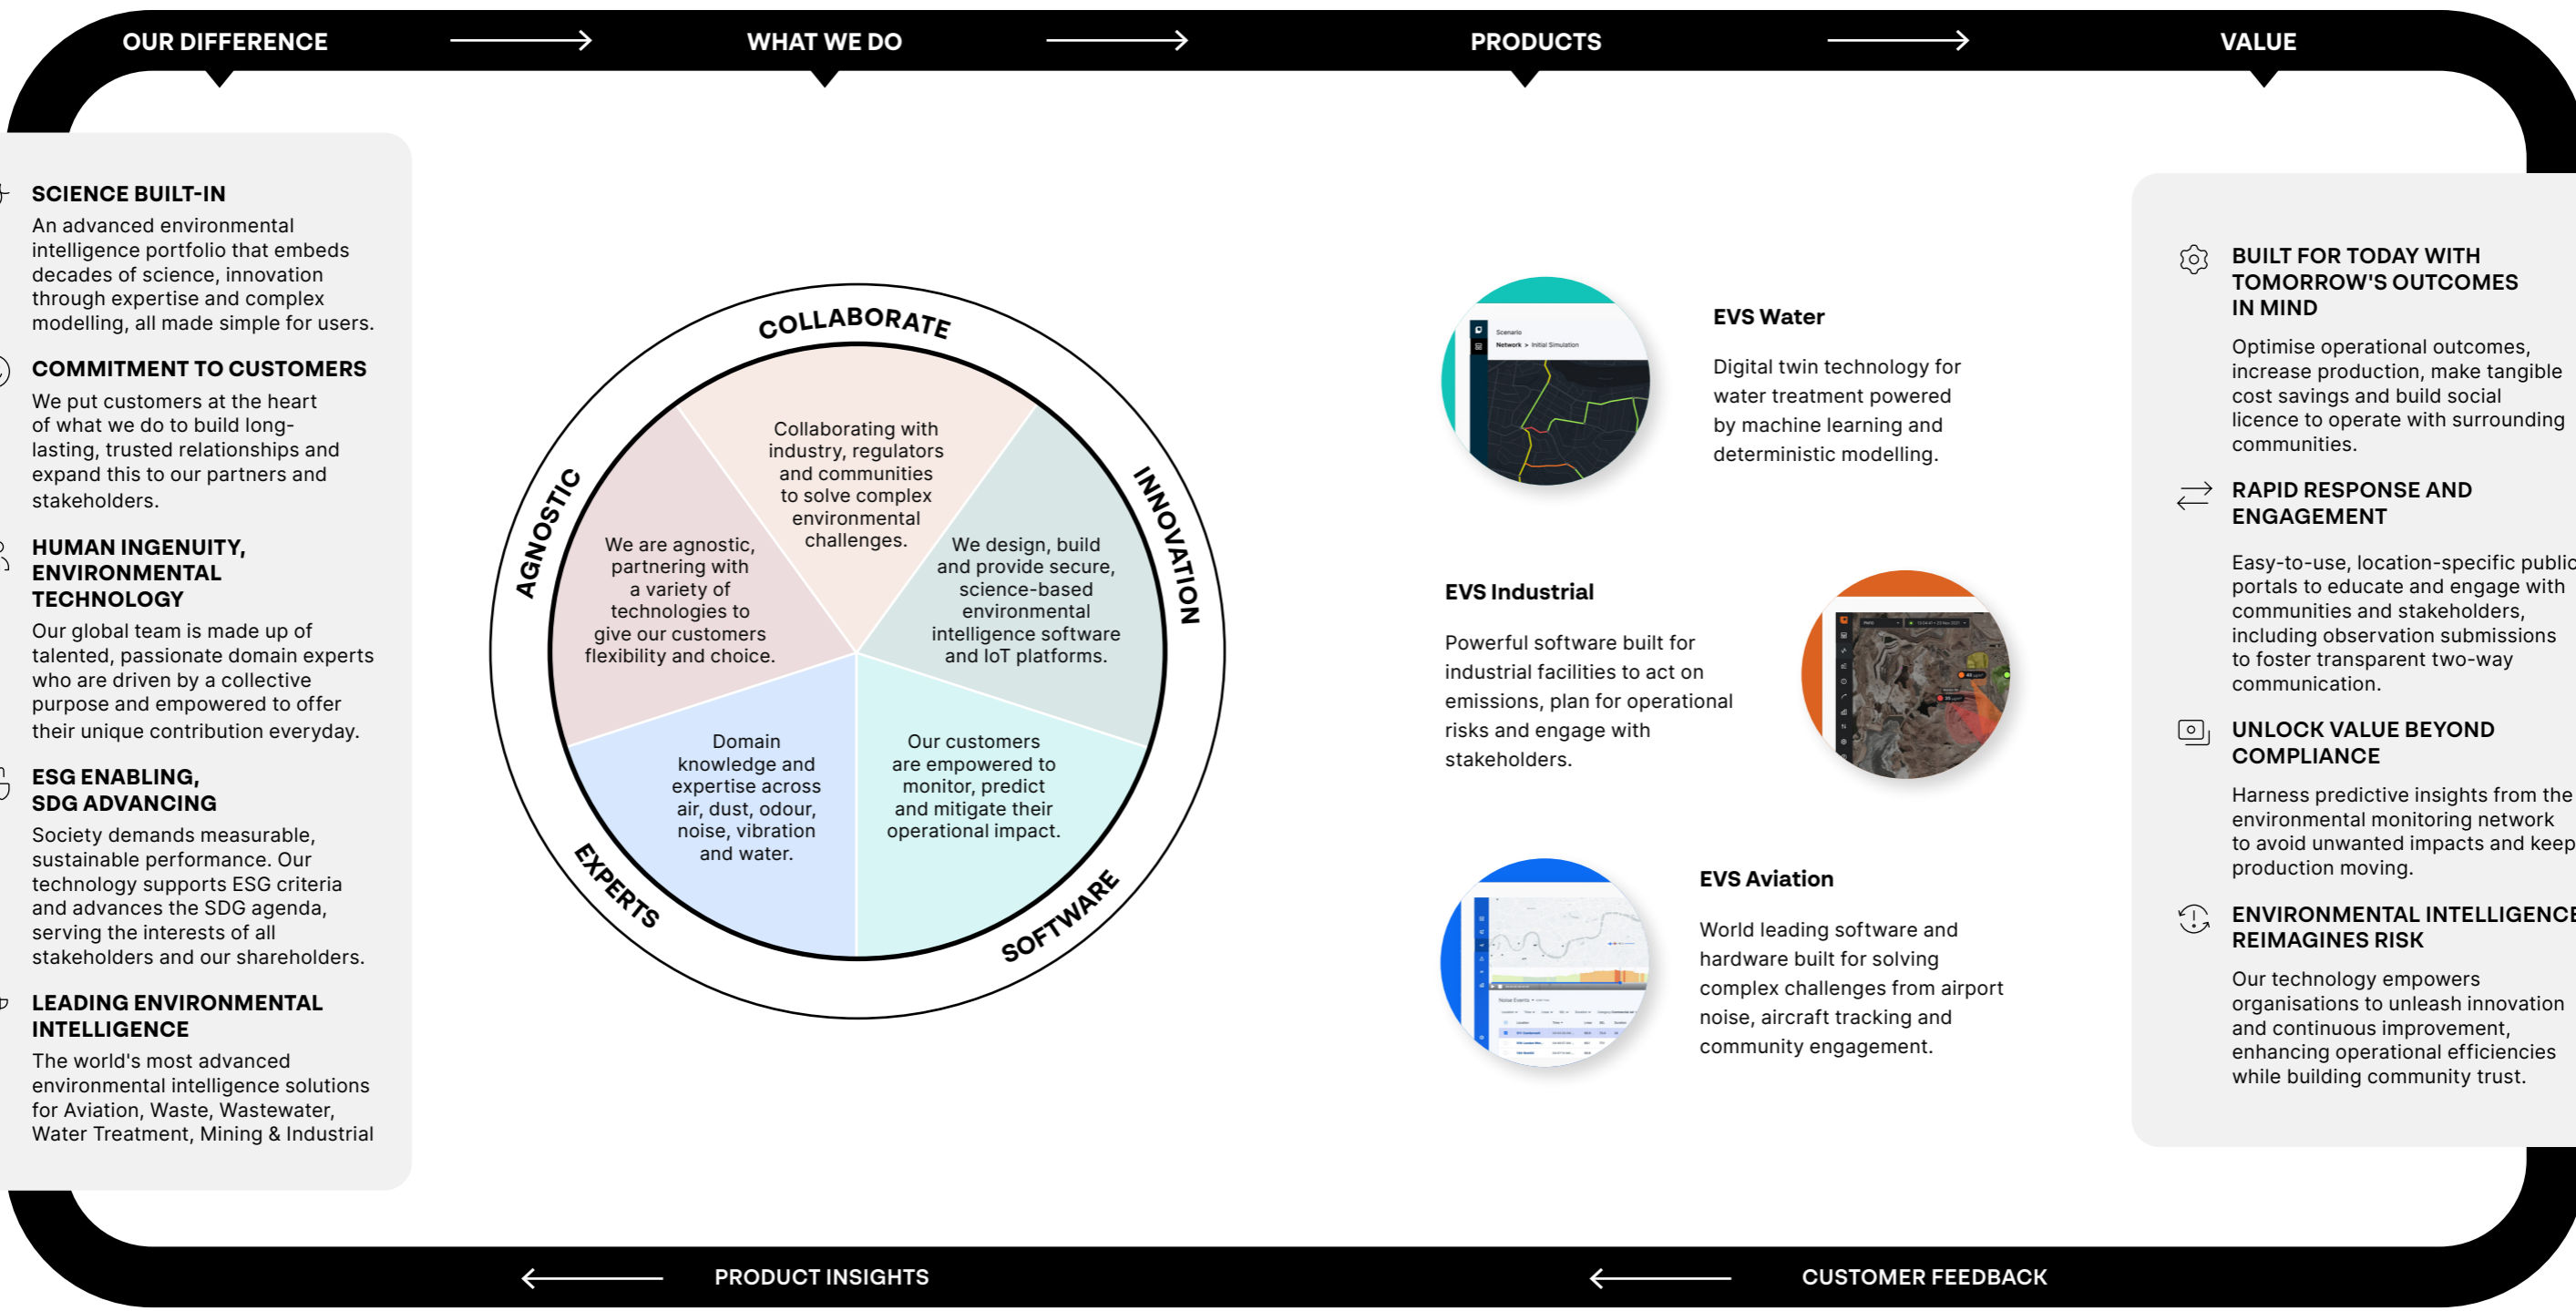 OUR DIFFERENCE
WHAT WE DO
PRODUCTS
VALUE
SCIENCE BUILT-IN
An advanced environmental
intelligence portfolio that embeds
decades of science, innovation
through expertise and complex
modelling, all made simple for users.
COMMITMENT TO CUSTOMERS
We put customers at the heart
of what we do to build long-
lasting, trusted relationships and
expand this to our partners and
stakeholders.
HUMAN INGENUITY,
ENVIRONMENTAL
TECHNOLOGY
Our global team is made up of
talented, passionate domain experts
who are driven by a collective
purpose and empowered to offer
their unique contribution everyday.
ESG ENABLING,
SDG ADVANCING
Society demands measurable,
sustainable performance. Our
technology supports ESG criteria
and advances the SDG agenda,
serving the interests of all
stakeholders and our shareholders.
LEADING ENVIRONMENTAL
INTELLIGENCE
The world's most advanced
environmental intelligence solutions
for Aviation, Waste, Wastewater,
Water Treatment, Mining & Industrial
COLLABORATE
Collaborating with
industry, regulators
and communities
to solve complex
environmental
challenges.
INNOVATION
We design, build
and provide secure,
science-based
environmental
intelligence software
and IoT platforms.
SOFTWARE
Our customers
are empowered to
monitor, predict
and mitigate their
operational impact.
EXPERTS
Domain
knowledge and
expertise across
air, dust, odour,
noise, vibration
and water.
AGNOSTIC
We are agnostic,
partnering with
a variety of
technologies to
give our customers
flexibility and choice.
Scenario
Network > Initial Simulation
EVS Water
Digital twin technology for
water treatment powered
by machine learning and
deterministic modelling.
EVS Industrial
Powerful software built for
industrial facilities to act on
emissions, plan for operational
risks and engage with
stakeholders.
Noise Events
EVS Aviation
World leading software and
hardware built for solving
complex challenges from airport
noise, aircraft tracking and
community engagement.
BUILT FOR TODAY WITH
TOMORROW'S OUTCOMES
IN MIND
Optimise operational outcomes,
increase production, make tangible
cost savings and build social
licence to operate with surrounding
communities.
RAPID RESPONSE AND
ENGAGEMENT
Easy-to-use, location-specific public
portals to educate and engage with
communities and stakeholders,
including observation submissions
to foster transparent two-way
communication.
UNLOCK VALUE BEYOND
COMPLIANCE
Harness predictive insights from the
environmental monitoring network
to avoid unwanted impacts and keep
production moving.
ENVIRONMENTAL INTELLIGENCE
REIMAGINES RISK
Our technology empowers
organisations to unleash innovation
and continuous improvement,
enhancing operational efficiencies
while building community trust.
PRODUCT INSIGHTS
CUSTOMER FEEDBACK